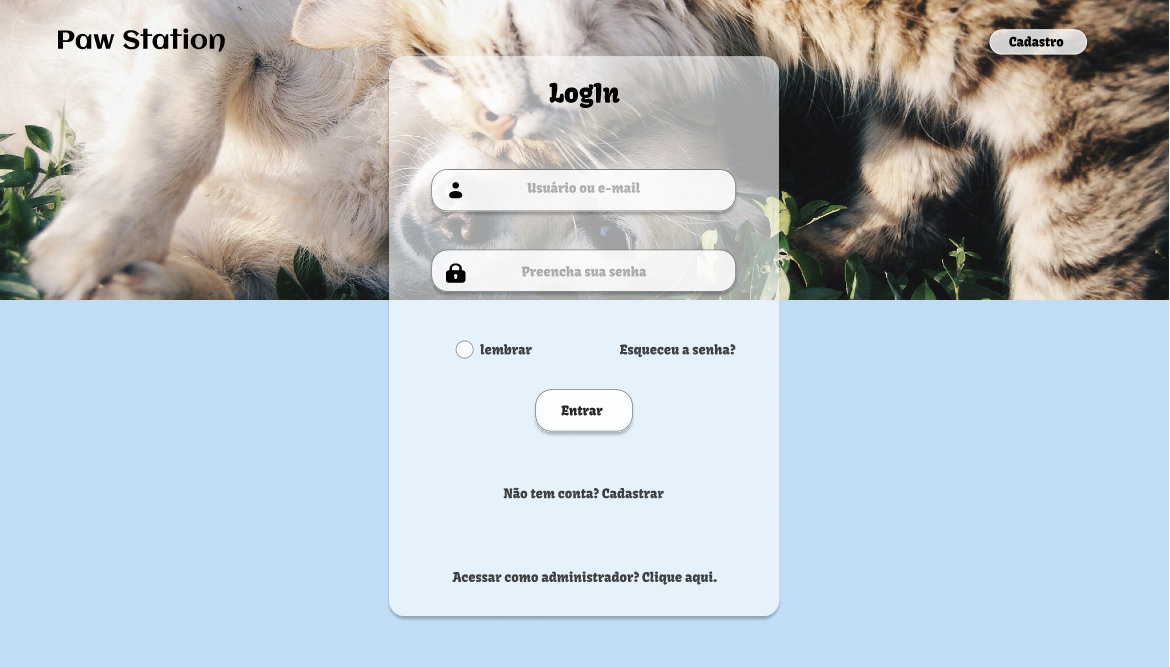 Paw Station
Cadastro
LogIn
Usuário ou e-mail
Preencha sua senha
lembrar
Esqueceu a senha?
Entrar
Não tem conta? Cadastrar
Acessar como administrador? Clique aqui.